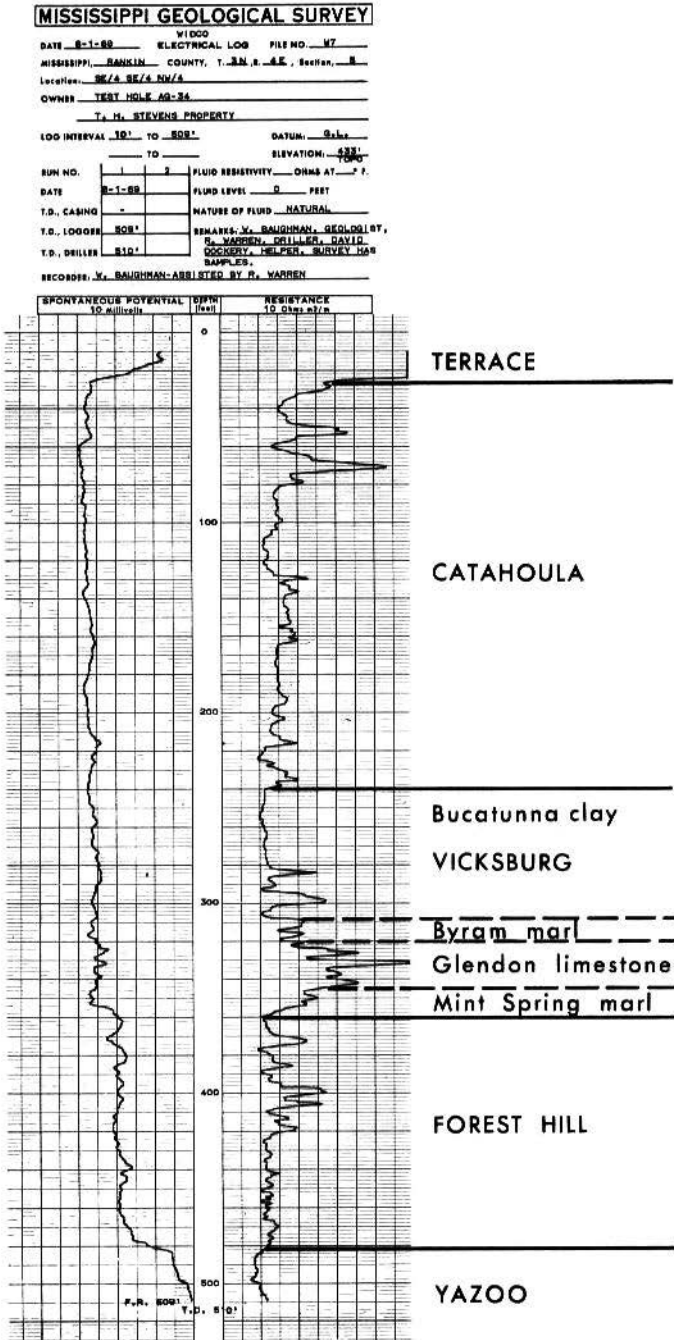 MISSISSIPPI GEOLOGICAL SURVEY
WIDCO
DATE 8-1-69 ELECTRICAL LOG FILE NO. W7
MISSISSIPPI, RANKIN COUNTY, T. 3N, R. 4E, Section, 8
Location: SE/4 SE/4 NW/4
OWNER TEST HOLE AG-34
T. H. STEVENS PROPERTY
LOG INTERVAL 10' TO 509' DATUM: G.L.
TO ELEVATION: 433' TOPO
RUN NO. 1 2 FLUID RESISTIVITY OHMS AT ° F.
DATE 8-1-69 FLUID LEVEL 0 FEET
T.D., CASING - NATURE OF FLUID NATURAL
T.D., LOGGER 509' REMARKS: W. BAUGHMAN, GEOLOGIST,
R. WARREN, DRILLER, DAVID
T.D., DRILLER 510' DOCKERY, HELPER, SURVEY HAS
SAMPLES.
RECORDED: W. BAUGHMAN-ASSISTED BY R. WARREN
SPONTANEOUS POTENTIAL DEPTH RESISTANCE
10 Millivolts (feet) 10 Ohms m²/m
0
TERRACE
100
CATAHOULA
200
Bucatunna clay
VICKSBURG
300
Byram marl
Glendon limestone
Mint Spring marl
400
FOREST HILL
500
YAZOO
F.R. 509'
T.D. 510'